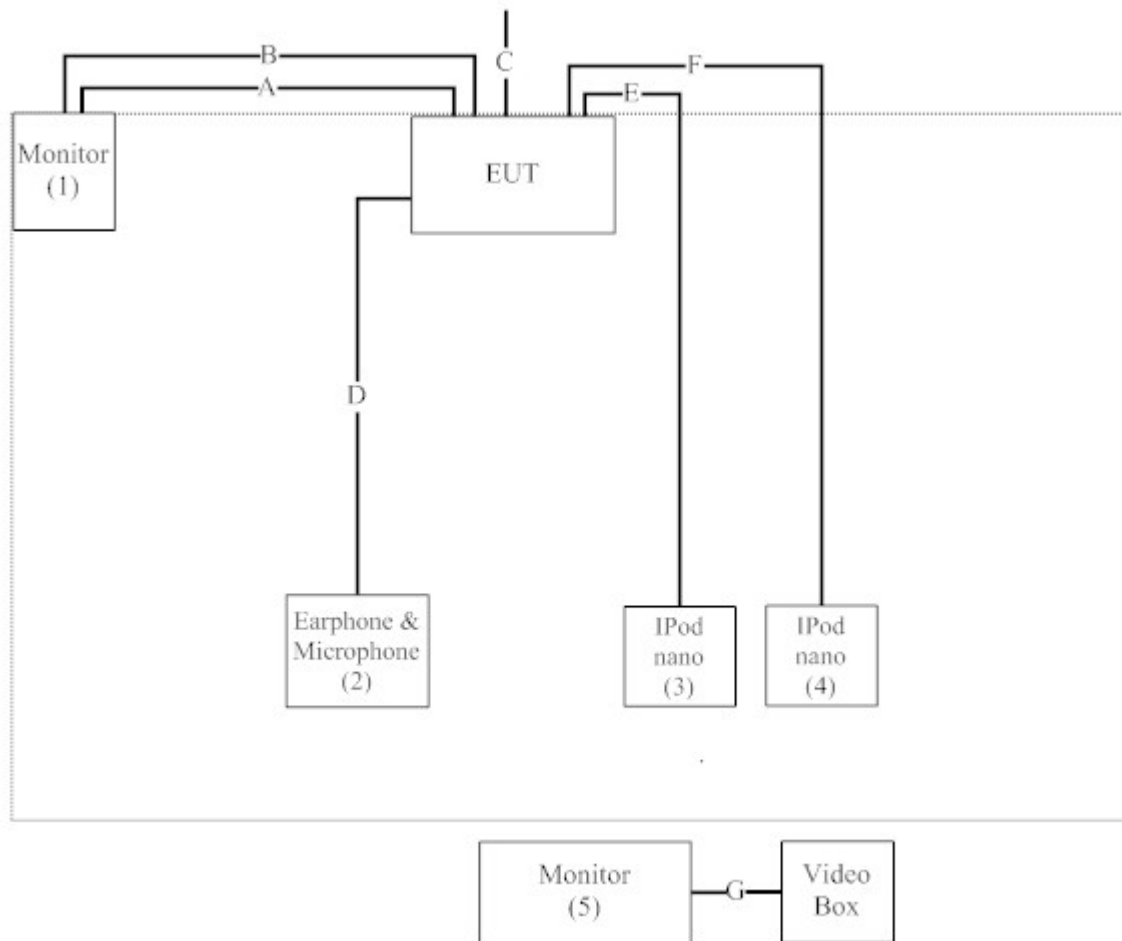 B
C
F
A
E
Monitor
(1)
EUT
D
Earphone &
Microphone
(2)
IPod
nano
(3)
IPod
nano
(4)
Monitor
(5)
G
Video
Box